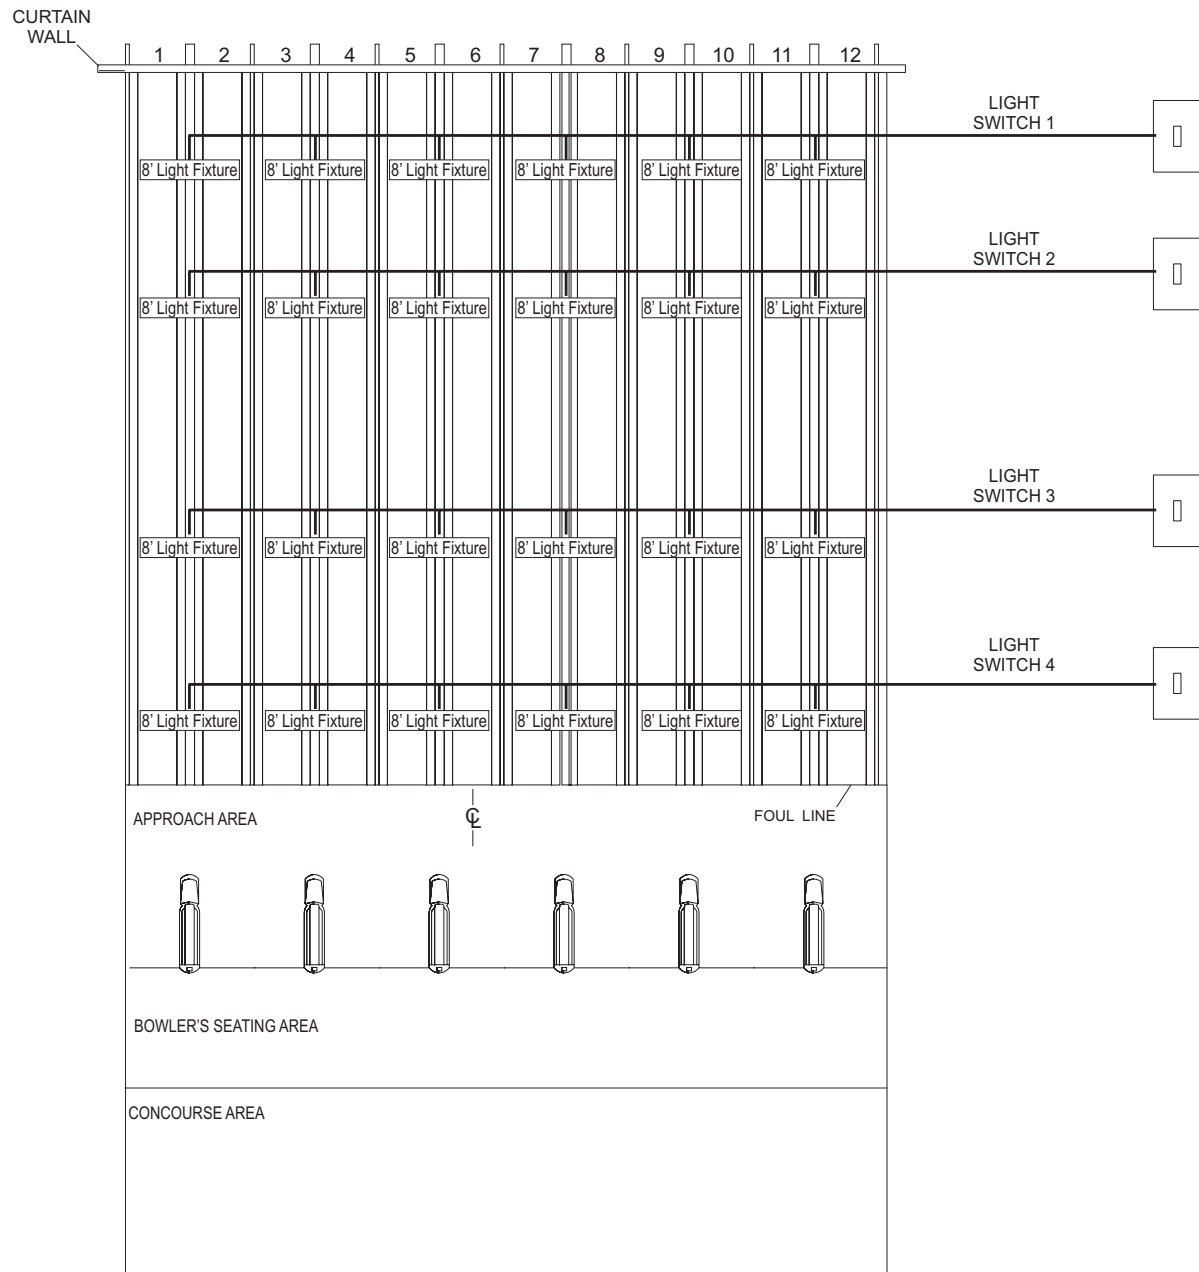 CURTAIN
WALL
1 2 3 4 5 6 7 8 9 10 11 12
LIGHT
SWITCH 1
8' Light Fixture 8' Light Fixture 8' Light Fixture 8' Light Fixture 8' Light Fixture 8' Light Fixture
LIGHT
SWITCH 2
8' Light Fixture 8' Light Fixture 8' Light Fixture 8' Light Fixture 8' Light Fixture 8' Light Fixture
LIGHT
SWITCH 3
8' Light Fixture 8' Light Fixture 8' Light Fixture 8' Light Fixture 8' Light Fixture 8' Light Fixture
LIGHT
SWITCH 4
8' Light Fixture 8' Light Fixture 8' Light Fixture 8' Light Fixture 8' Light Fixture 8' Light Fixture
APPROACH AREA ℄ FOUL LINE
BOWLER'S SEATING AREA
CONCOURSE AREA